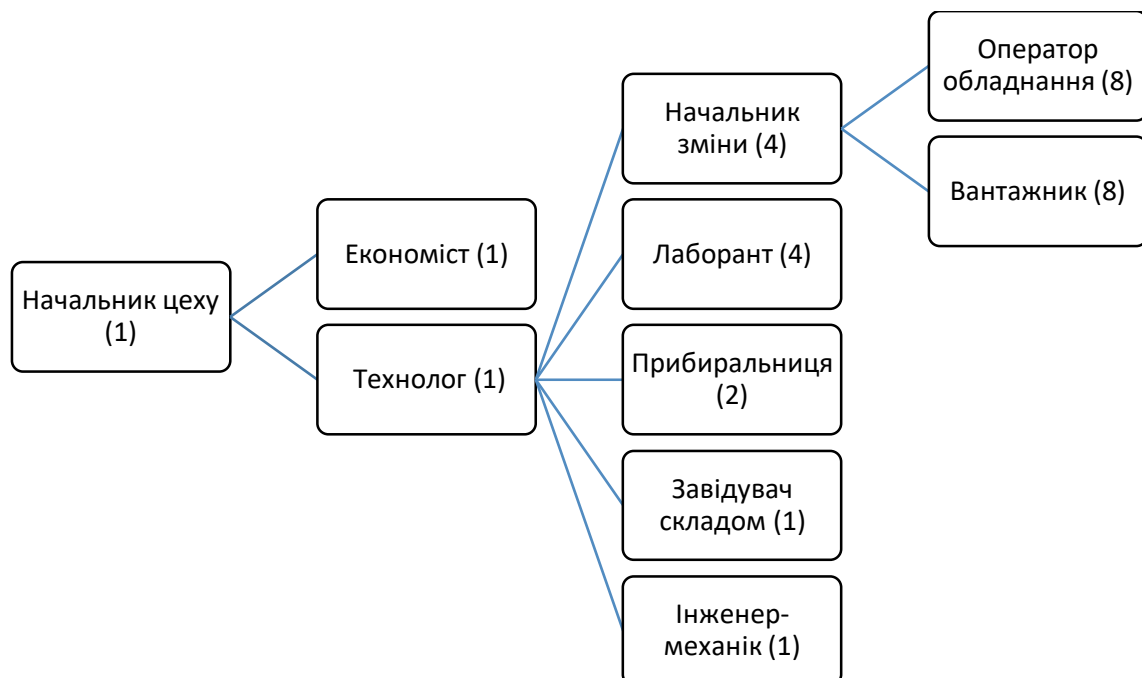 Начальник цеху
(1)
Економіст (1)
Технолог (1)
Начальник
зміни (4)
Лаборант (4)
Прибиральниця
(2)
Завідувач
складом (1)
Інженер-
механік (1)
Оператор
обладнання (8)
Вантажник (8)